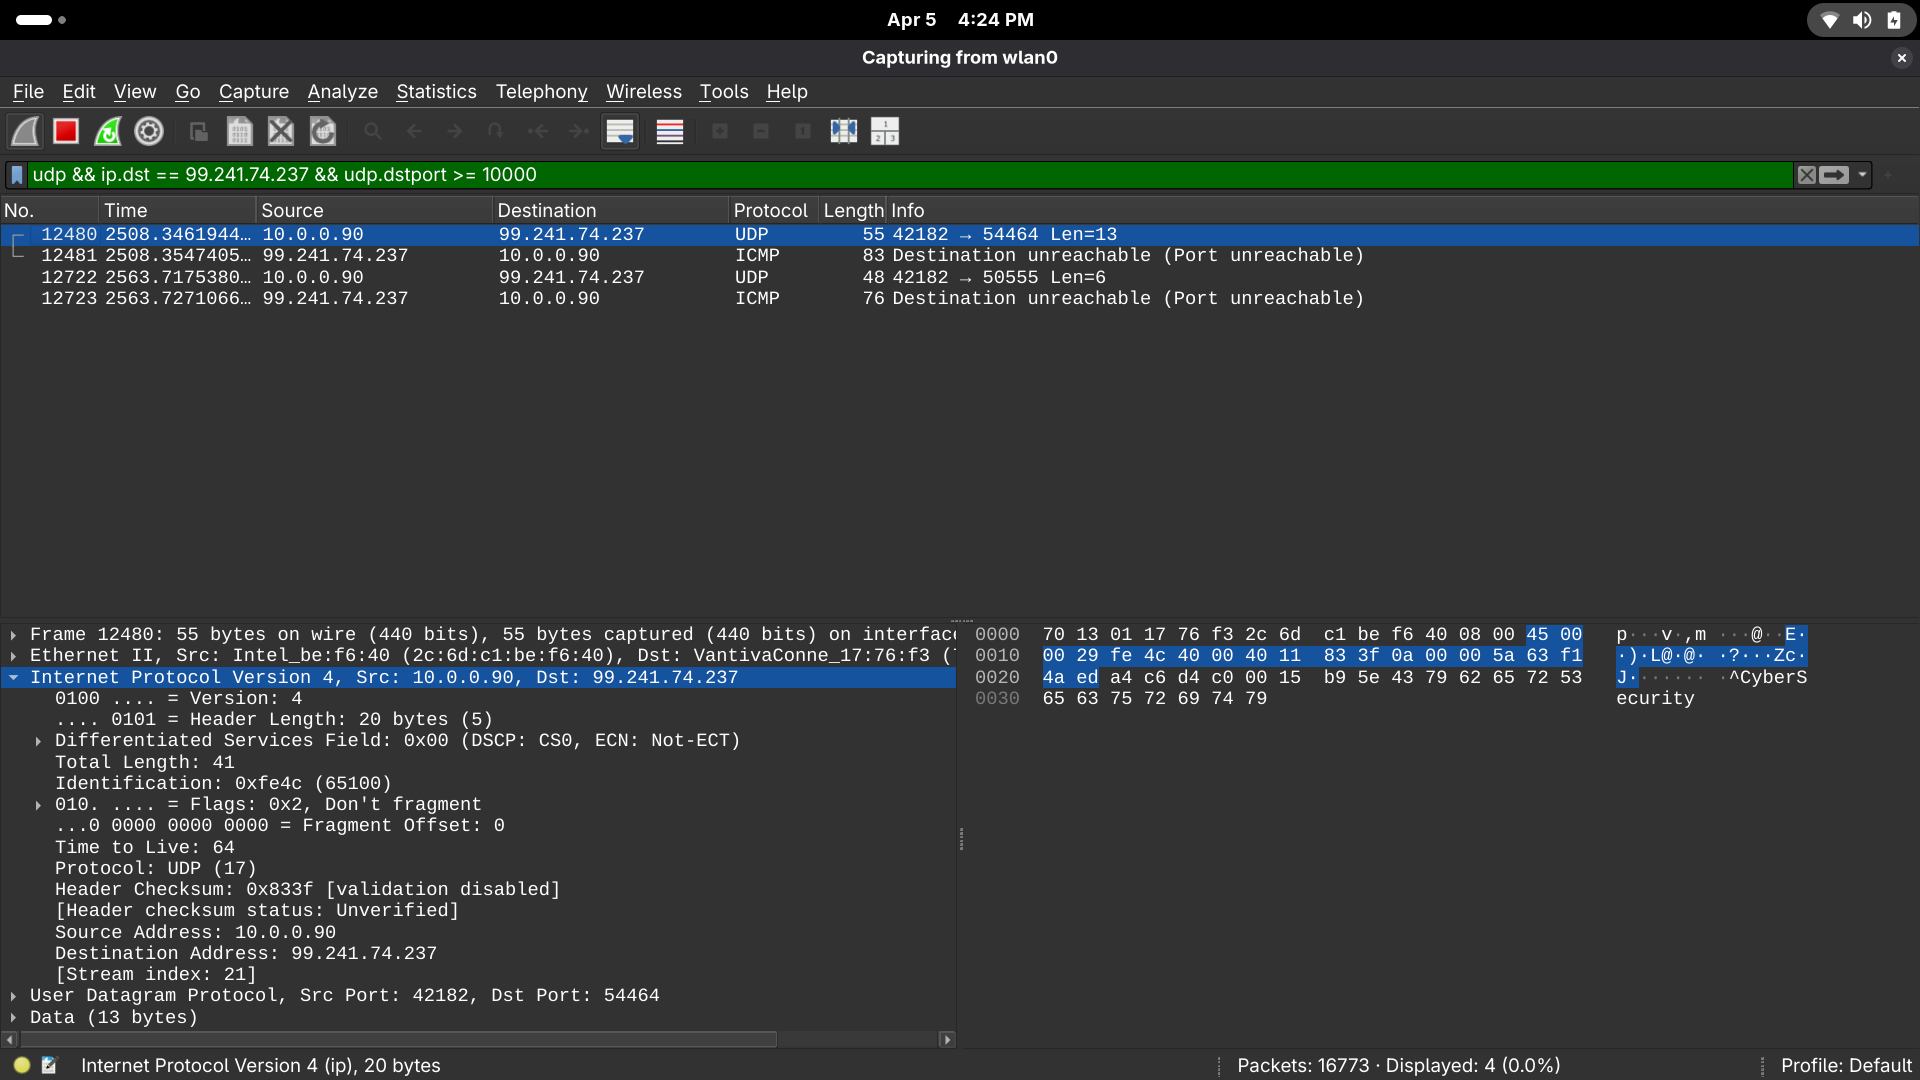 Apr 5 4:24 PM
Capturing from wlan0
File Edit View Go Capture Analyze Statistics Telephony Wireless Tools Help
udp && ip.dst == 99.241.74.237 && udp.dstport >= 10000
No. Time Source Destination Protocol Length Info
12480 2508.3461944… 10.0.0.90 99.241.74.237 UDP 55 42182 → 54464 Len=13
12481 2508.3547405… 99.241.74.237 10.0.0.90 ICMP 83 Destination unreachable (Port unreachable)
12722 2563.7175380… 10.0.0.90 99.241.74.237 UDP 48 42182 → 50555 Len=6
12723 2563.7271066… 99.241.74.237 10.0.0.90 ICMP 76 Destination unreachable (Port unreachable)
Frame 12480: 55 bytes on wire (440 bits), 55 bytes captured (440 bits) on interface
Ethernet II, Src: Intel_be:f6:40 (2c:6d:c1:be:f6:40), Dst: VantivaConne_17:76:f3 (
Internet Protocol Version 4, Src: 10.0.0.90, Dst: 99.241.74.237
0100 .... = Version: 4
.... 0101 = Header Length: 20 bytes (5)
Differentiated Services Field: 0x00 (DSCP: CS0, ECN: Not-ECT)
Total Length: 41
Identification: 0xfe4c (65100)
010. .... = Flags: 0x2, Don't fragment
...0 0000 0000 0000 = Fragment Offset: 0
Time to Live: 64
Protocol: UDP (17)
Header Checksum: 0x833f [validation disabled]
[Header checksum status: Unverified]
Source Address: 10.0.0.90
Destination Address: 99.241.74.237
[Stream index: 21]
User Datagram Protocol, Src Port: 42182, Dst Port: 54464
Data (13 bytes)
0000 70 13 01 17 76 f3 2c 6d c1 be f6 40 08 00 45 00 p···v·,m ···@··E·
0010 00 29 fe 4c 40 00 40 11 83 3f 0a 00 00 5a 63 f1 ·)·L@·@· ·?···Zc·
0020 4a ed a4 c6 d4 c0 00 15 b9 5e 43 79 62 65 72 53 J······· ·^CyberS
0030 65 63 75 72 69 74 79 ecurity
Internet Protocol Version 4 (ip), 20 bytes
Packets: 16773 · Displayed: 4 (0.0%)
Profile: Default